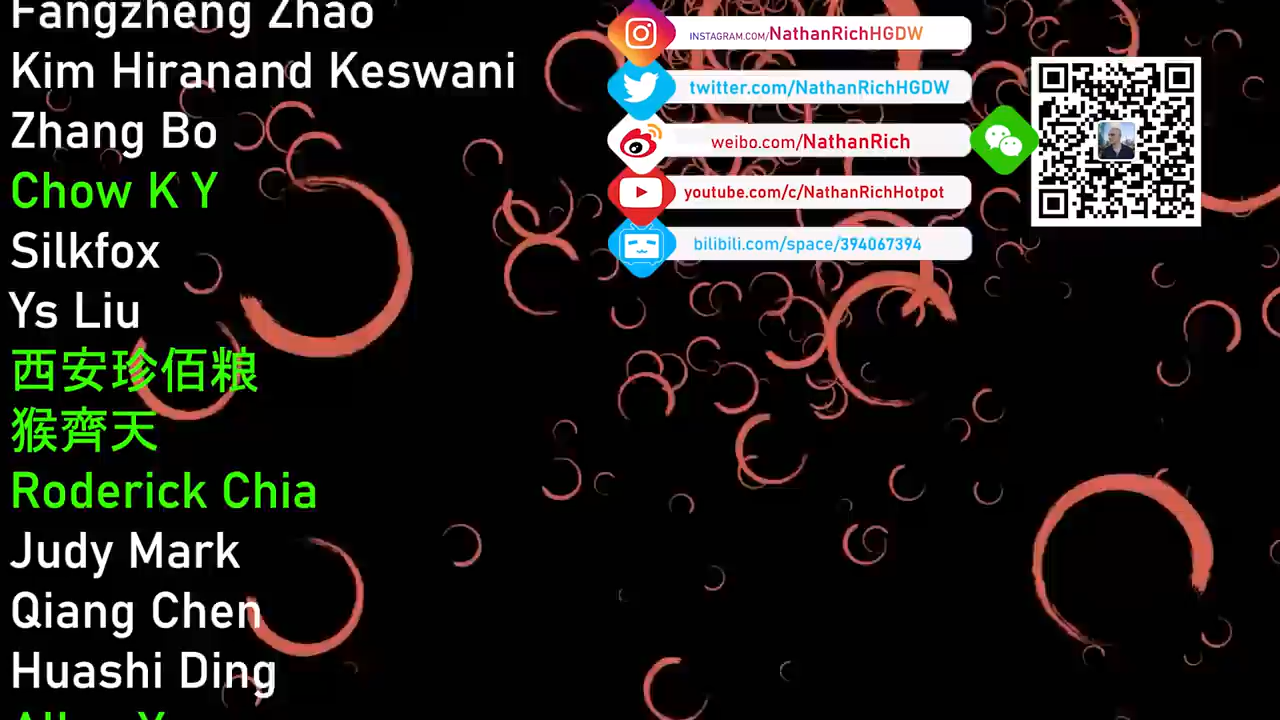 Fangzheng Zhao
Kim Hiranand Keswani
Zhang Bo
Chow K Y
Silkfox
Ys Liu
西安珍佰粮
猴齊天
Roderick Chia
Judy Mark
Qiang Chen
Huashi Ding
INSTAGRAM.COM/NathanRichHGDW
twitter.com/NathanRichHGDW
weibo.com/NathanRich
youtube.com/c/NathanRichHotpot
bilibili.com/space/394067394